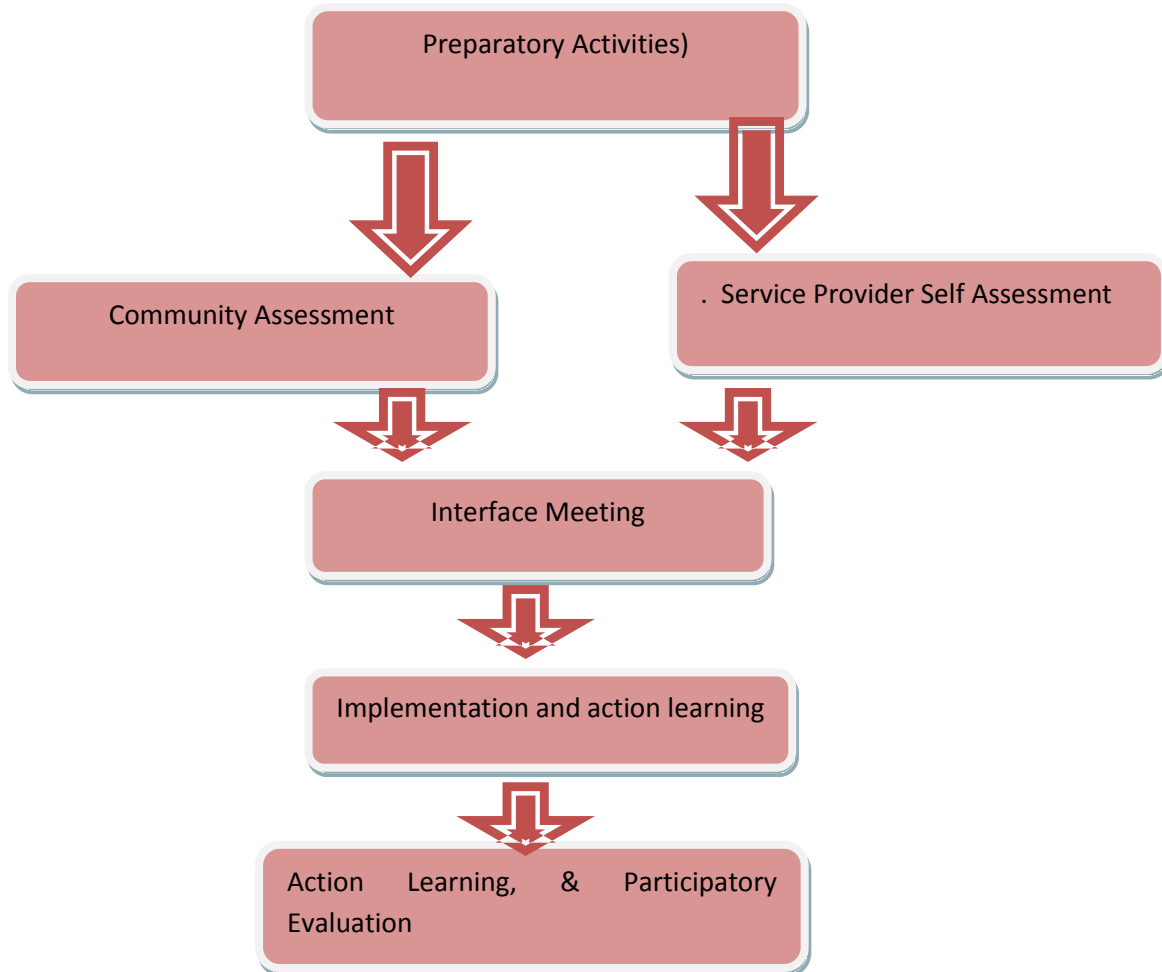 Preparatory Activities)
Community Assessment
. Service Provider Self Assessment
Interface Meeting
Implementation and action learning
Action Learning, & Participatory
Evaluation